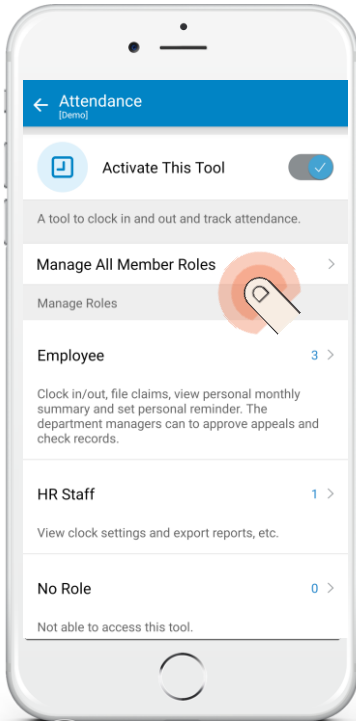 Attendance
[Demo]
Activate This Tool
A tool to clock in and out and track attendance.
Manage All Member Roles
Manage Roles
Employee
3
Clock in/out, file claims, view personal monthly
summary and set personal reminder. The
department managers can to approve appeals and
check records.
HR Staff
1
View clock settings and export reports, etc.
No Role
0
Not able to access this tool.